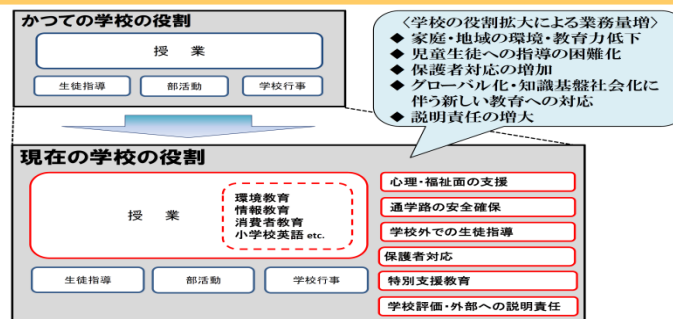 かつての学校の役割
授　業
生徒指導　部活動　学校行事
〈学校の役割拡大による業務量増〉
◆ 家庭・地域の環境・教育力低下
◆ 児童生徒への指導の困難化
◆ 保護者対応の増加
◆ グローバル化・知識基盤社会化に
伴う新しい教育への対応
◆ 説明責任の増大
現在の学校の役割
授　業
環境教育
情報教育
消費者教育
小学校英語 etc.
生徒指導　部活動　学校行事
心理・福祉面の支援
通学路の安全確保
学校外での生徒指導
保護者対応
特別支援教育
学校評価・外部への説明責任